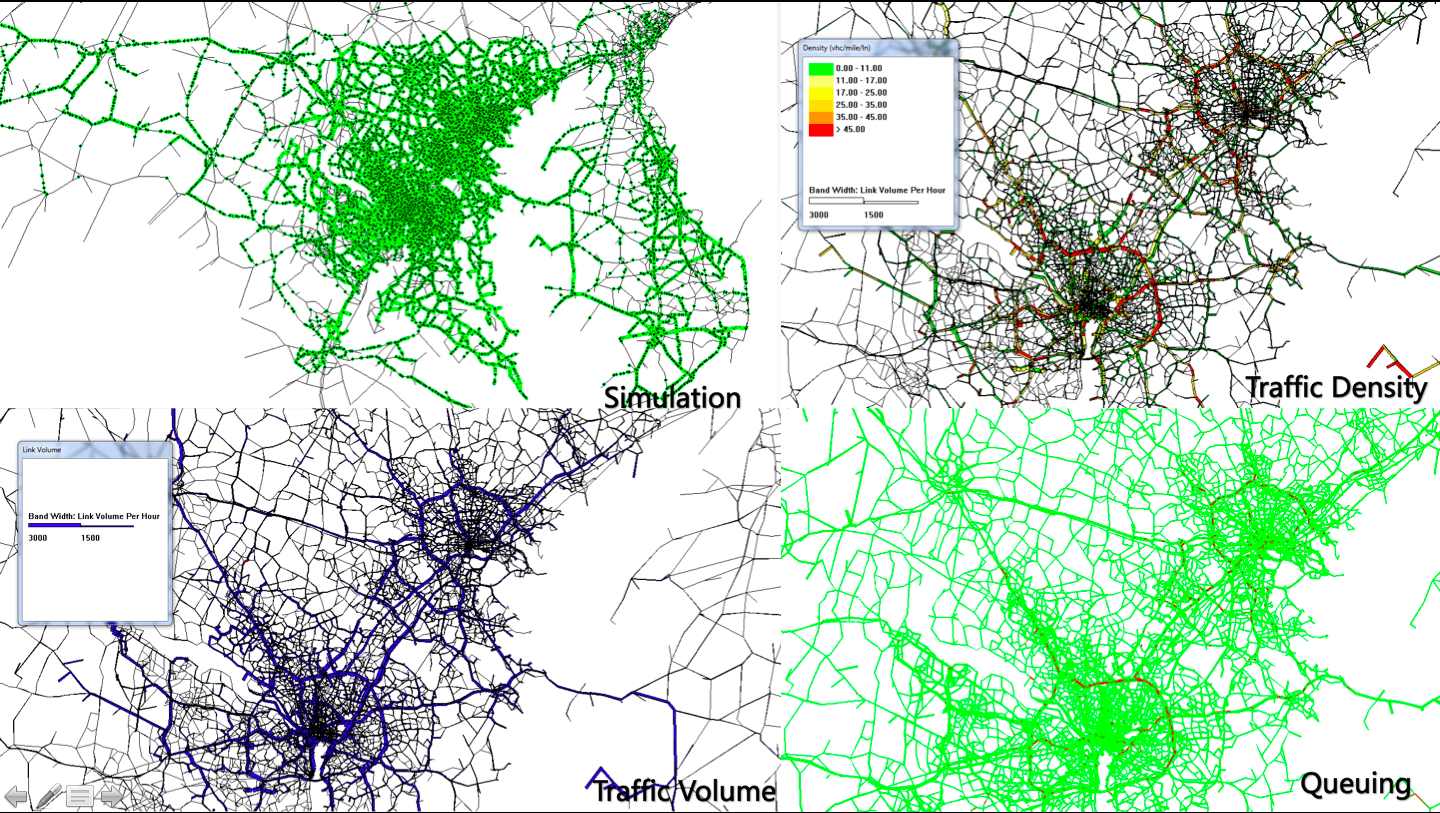 Simulation
Density (vhc/mile/ln)
0.00 - 11.00
11.00 - 17.00
17.00 - 25.00
25.00 - 35.00
35.00 - 45.00
> 45.00
Band Width: Link Volume Per Hour
3000 1500
Traffic Density
Link Volume
Band Width: Link Volume Per Hour
3000 1500
Traffic Volume
Queuing